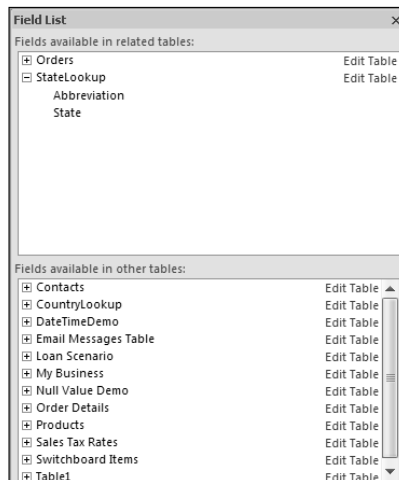 Field List
Fields available in related tables:
Orders Edit Table
StateLookup Edit Table
Abbreviation
State
Fields available in other tables:
Contacts Edit Table
CountryLookup Edit Table
DateTimeDemo Edit Table
Email Messages Table Edit Table
Loan Scenario Edit Table
My Business Edit Table
Null Value Demo Edit Table
Order Details Edit Table
Products Edit Table
Sales Tax Rates Edit Table
Switchboard Items Edit Table
Table1 Edit Table